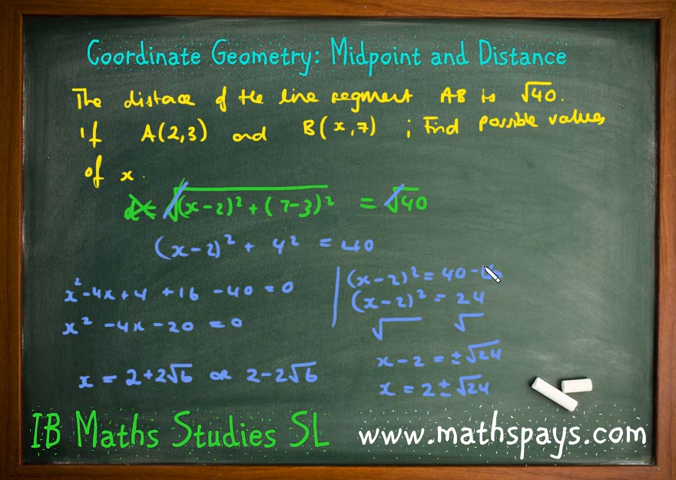 Coordinate Geometry: Midpoint and Distance
The distace of the line segment AB is √40.
If A(2,3) and B(x,7) ; Find possible values
of x.
√(x-2)² + (7-3)² = √40
(x-2)² + 4² = 40
x² -4x + 4 + 16 - 40 = 0
x² -4x -20 = 0
x = 2+2√6 or 2-2√6
(x-2)² = 40 -
(x-2)² = 24
√ √
x - 2 = ±√24
x = 2 ± √24
IB Maths Studies SL www.mathspays.com